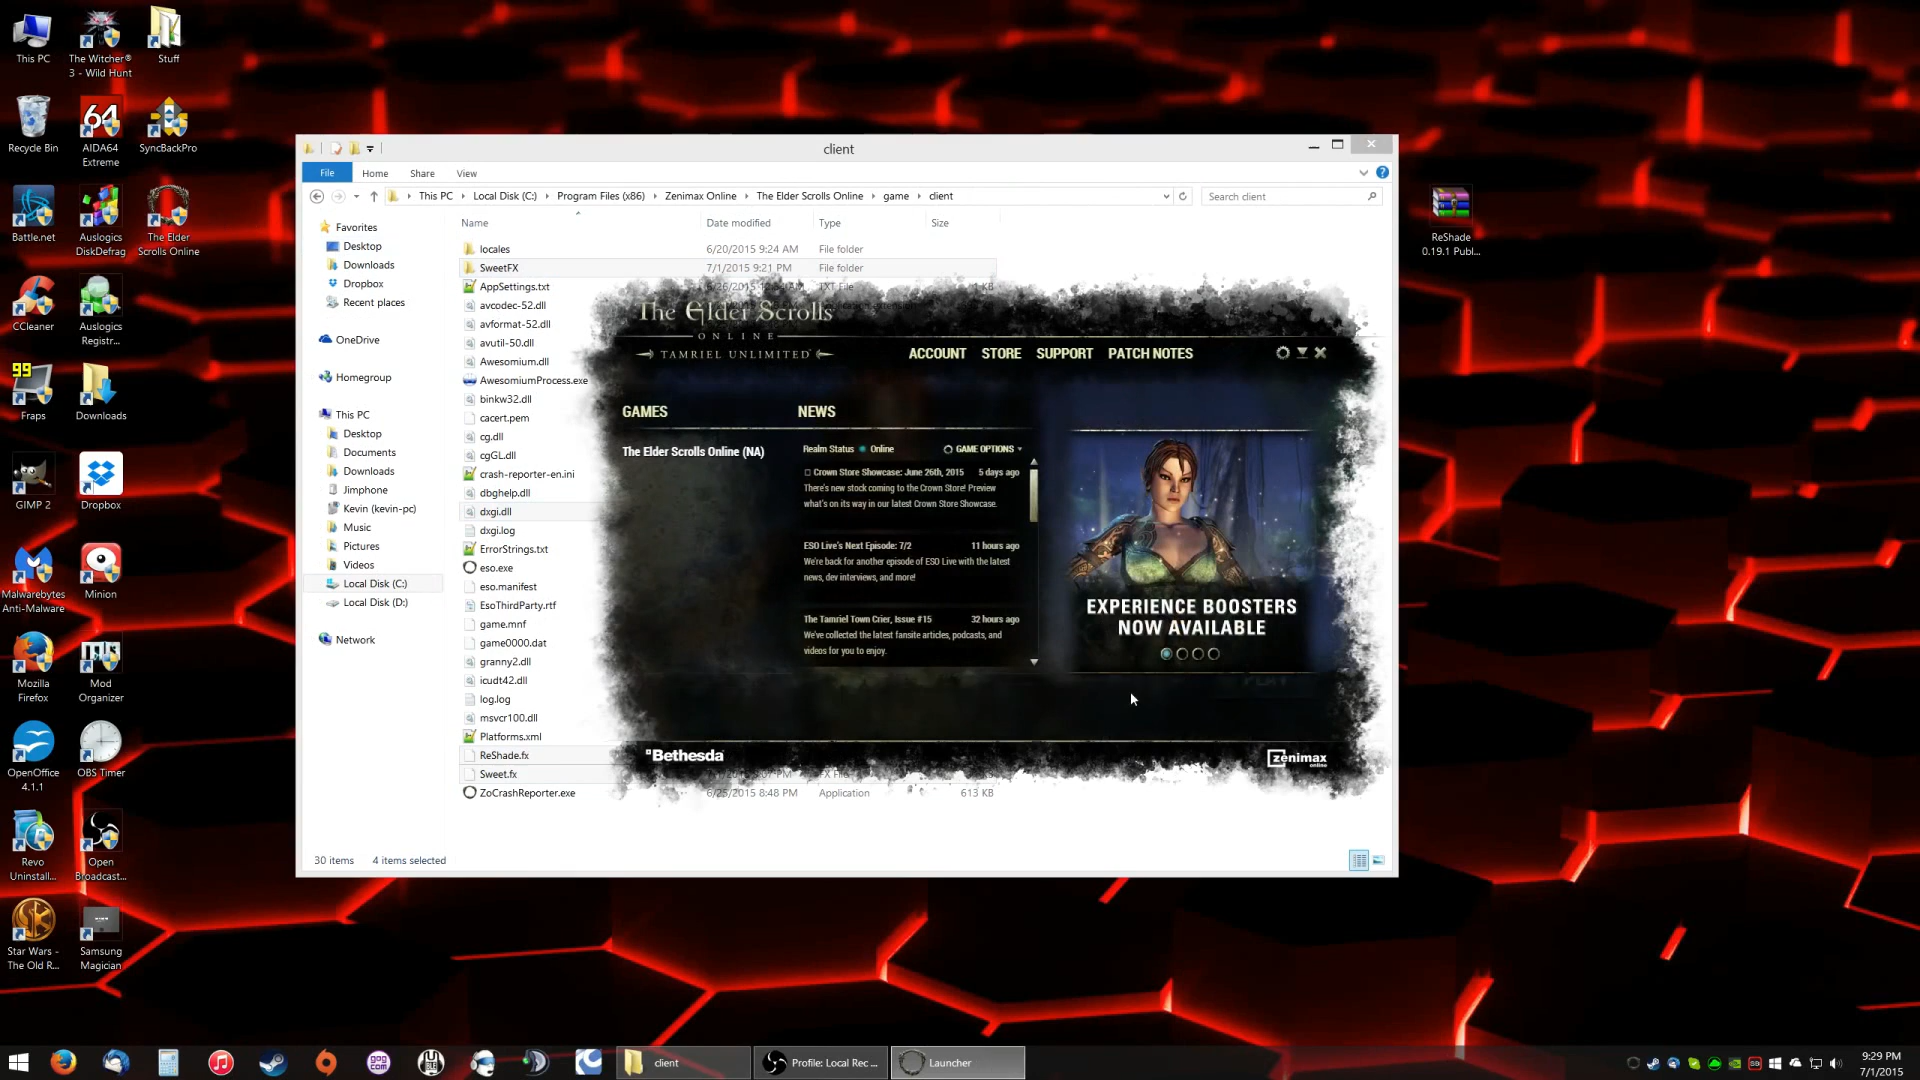 This PC
The Witcher®
3 - Wild Hunt
Stuff
Recycle Bin
64
AIDA64
Extreme
SyncBackPro
Battle.net
Auslogics
DiskDefrag
The Elder
Scrolls Online
CCleaner
Auslogics
Registr...
99
Fraps
Downloads
GIMP 2
Dropbox
Malwarebytes
Anti-Malware
Minion
Mozilla
Firefox
Mod
Organizer
OpenOffice
4.1.1
OBS Timer
Revo
Uninstall...
Open
Broadcast...
Star Wars -
The Old R...
Samsung
Magician
ReShade
0.19.1 Publ...
client
File
Home
Share
View
This PC
Local Disk (C:)
Program Files (x86)
Zenimax Online
The Elder Scrolls Online
game
client
Search client
Favorites
Desktop
Downloads
Dropbox
Recent places
OneDrive
Homegroup
This PC
Desktop
Documents
Downloads
Jimphone
Kevin (kevin-pc)
Music
Pictures
Videos
Local Disk (C:)
Local Disk (D:)
Network
Name
Date modified
Type
Size
locales 6/20/2015 9:24 AM File folder
SweetFX 7/1/2015 9:21 PM File folder
AppSettings.txt
avcodec-52.dll
avformat-52.dll
avutil-50.dll
Awesomium.dll
AwesomiumProcess.exe
binkw32.dll
cacert.pem
cg.dll
cgGL.dll
crash-reporter-en.ini
dbghelp.dll
dxgi.dll
dxgi.log
ErrorStrings.txt
eso.exe
eso.manifest
EsoThirdParty.rtf
game.mnf
game0000.dat
granny2.dll
icudt42.dll
log.log
msvcr100.dll
Platforms.xml
ReShade.fx
Sweet.fx
ZoCrashReporter.exe 6/25/2015 8:48 PM Application 613 KB
30 items 4 items selected
The Elder Scrolls
ONLINE
TAMRIEL UNLIMITED
ACCOUNT
STORE
SUPPORT
PATCH NOTES
GAMES
The Elder Scrolls Online (NA)
NEWS
Realm Status Online
GAME OPTIONS
Crown Store Showcase: June 26th, 2015 5 days ago
There's new stock coming to the Crown Store! Preview
what's on its way in our latest Crown Store Showcase.
ESO Live's Next Episode: 7/2 11 hours ago
We're back for another episode of ESO Live with the latest
news, dev interviews, and more!
The Tamriel Town Crier, Issue #15 32 hours ago
We've collected the latest fansite articles, podcasts, and
videos for you to enjoy.
EXPERIENCE BOOSTERS
NOW AVAILABLE
PLAY
Bethesda
zenimax
online
client
Profile: Local Rec ...
Launcher
9:29 PM
7/1/2015